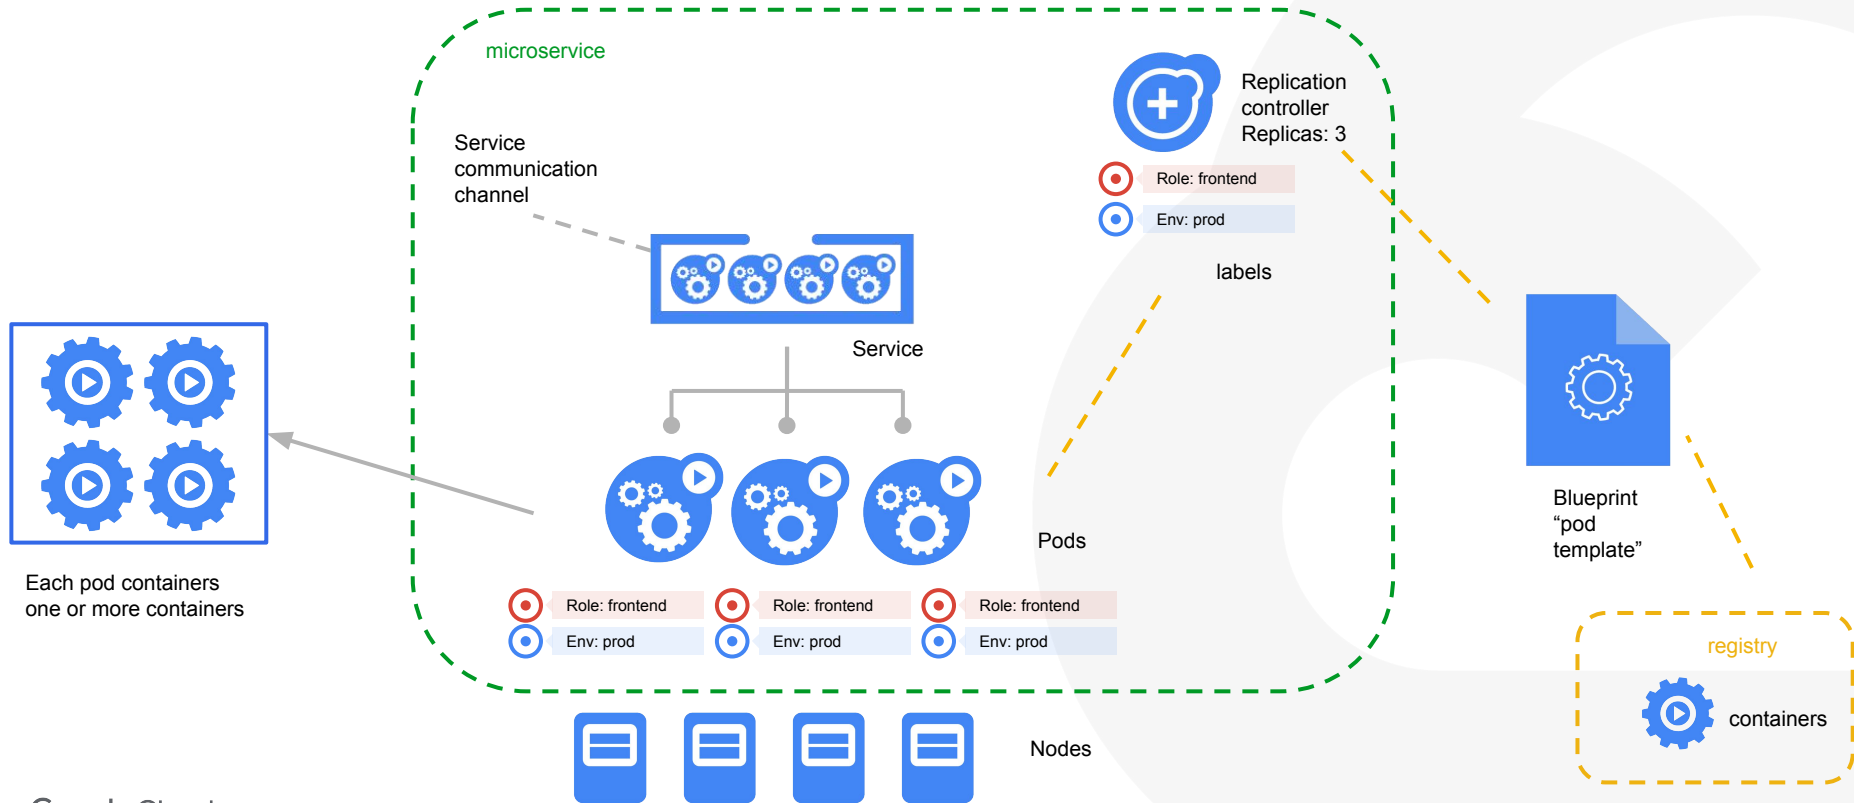 microservice
Replication
controller
Replicas: 3
Service
communication
channel
Role: frontend
Env: prod
labels
Service
Pods
Each pod containers
one or more containers
Role: frontend
Role: frontend
Role: frontend
Env: prod
Env: prod
Env: prod
Blueprint
“pod
template”
registry
containers
Nodes